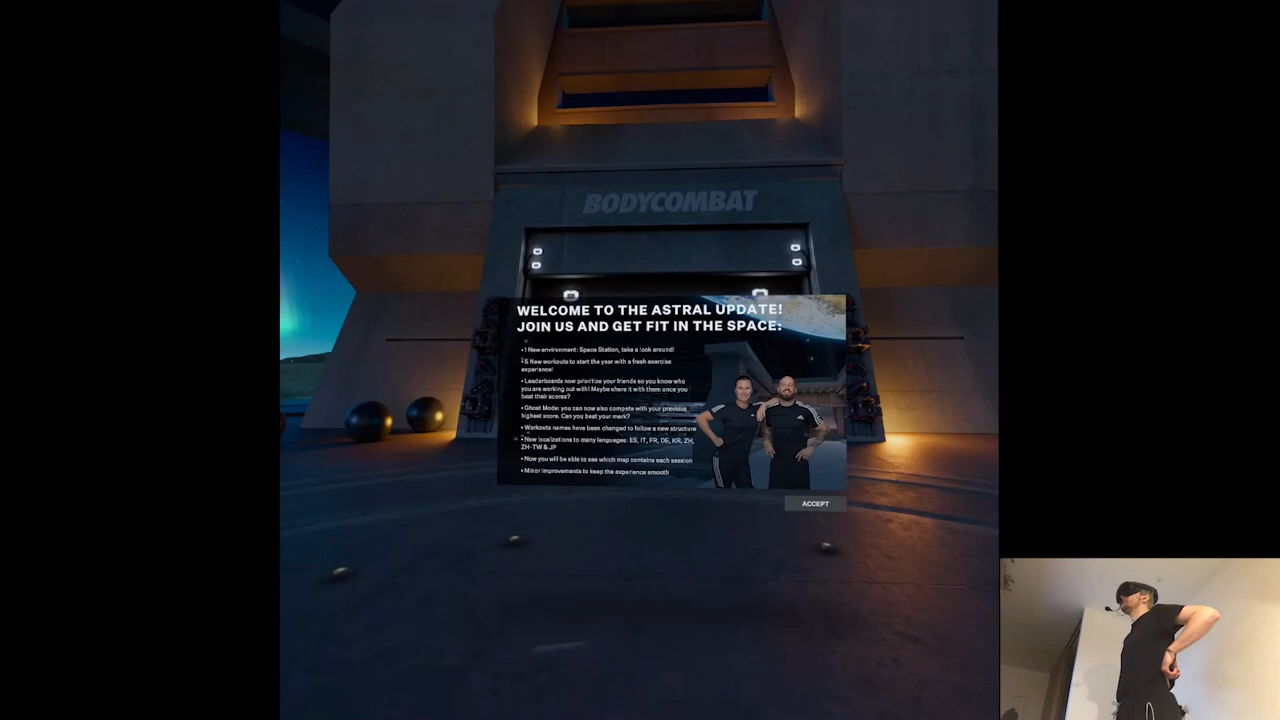 BODYCOMBAT
WELCOME TO THE ASTRAL UPDATE!
JOIN US AND GET FIT IN THE SPACE:
• 1 New environment: Space Station, take a look around!
• 5 New workouts to start the year with a fresh exercise
experience!
• Leaderboards now prioritize your friends so you know who
you are working out with! Maybe share it with them once you
beat their scores?
• Ghost Mode: you can now also compete with your previous
highest score. Can you beat your mark?
• Workouts names have been changed to follow a new structure
• New localizations to many languages: ES, IT, FR, DE, KR, ZH,
ZH-TW & JP
• Now you will be able to see which map contains each session
• Minor improvements to keep the experience smooth
ACCEPT